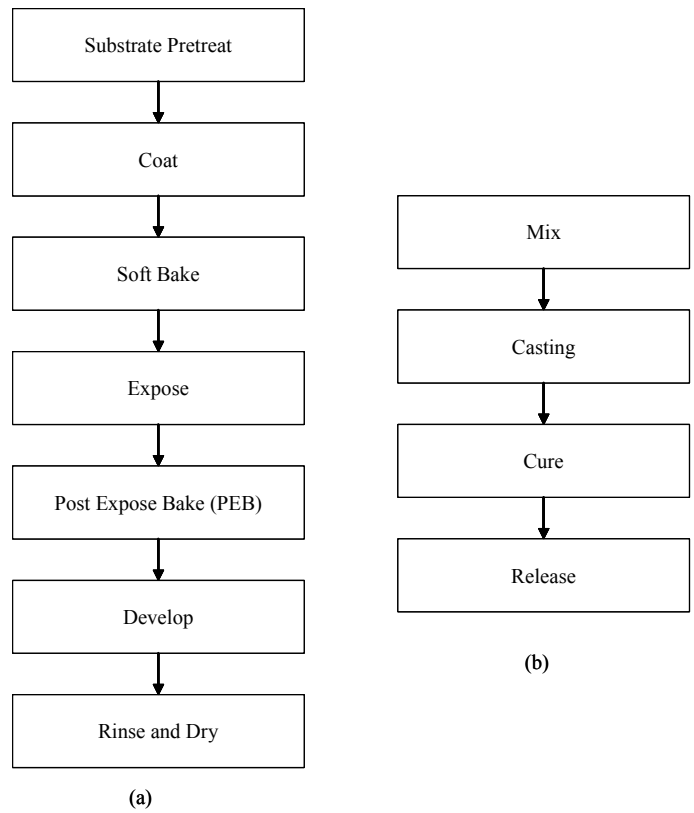 Substrate Pretreat
Coat
Soft Bake
Expose
Post Expose Bake (PEB)
Develop
Rinse and Dry
(a)
Mix
Casting
Cure
Release
(b)